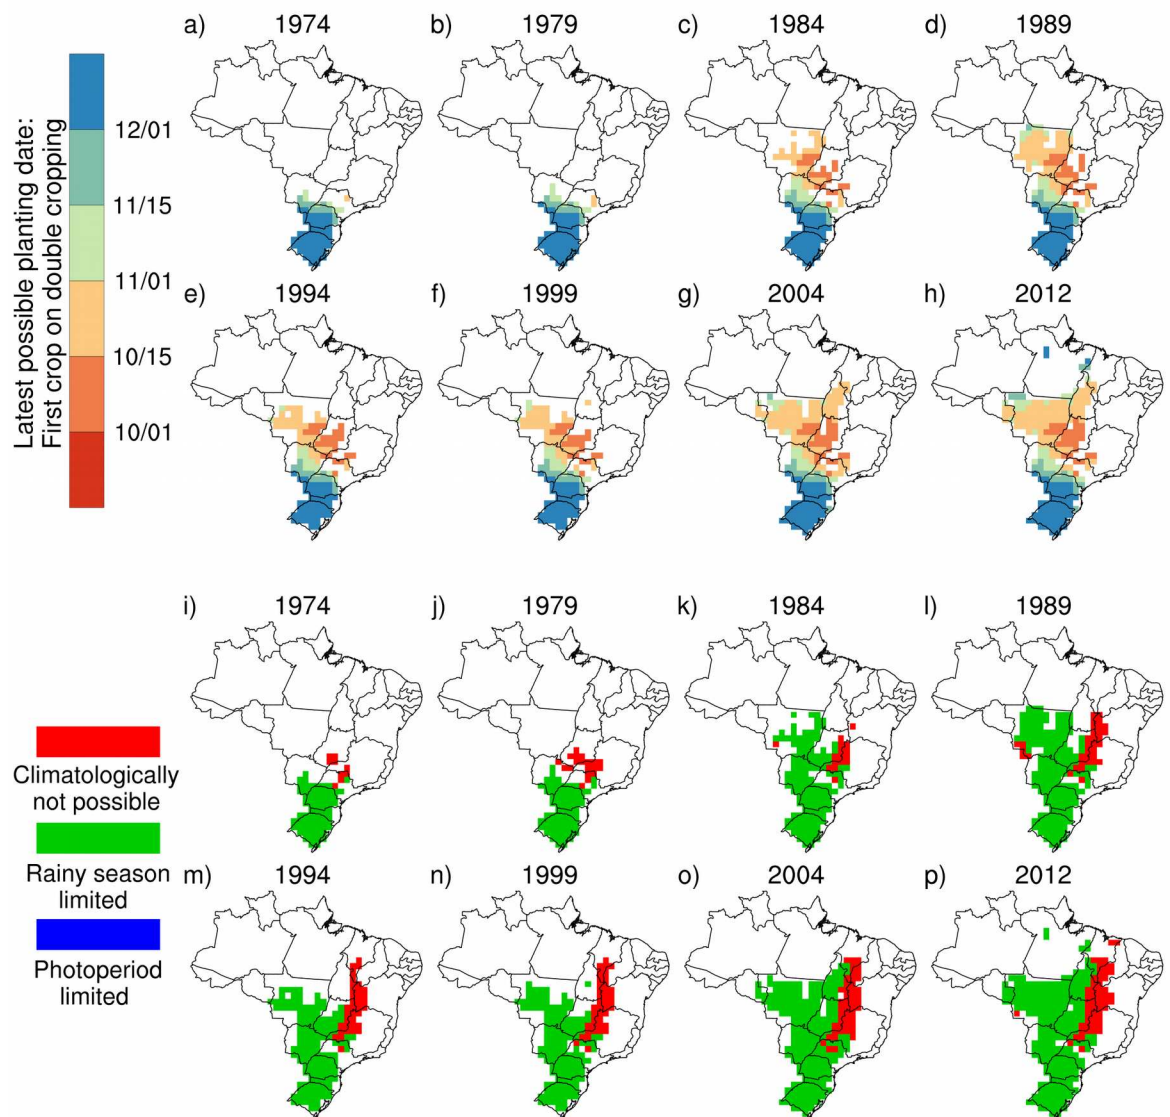 a) 1974
b) 1979
c) 1984
d) 1989
Latest possible planting date:
First crop on double cropping
12/01
11/15
11/01
10/15
10/01
e) 1994
f) 1999
g) 2004
h) 2012
i) 1974
j) 1979
k) 1984
l) 1989
Climatologically
not possible
Rainy season
limited
Photoperiod
limited
m) 1994
n) 1999
o) 2004
p) 2012